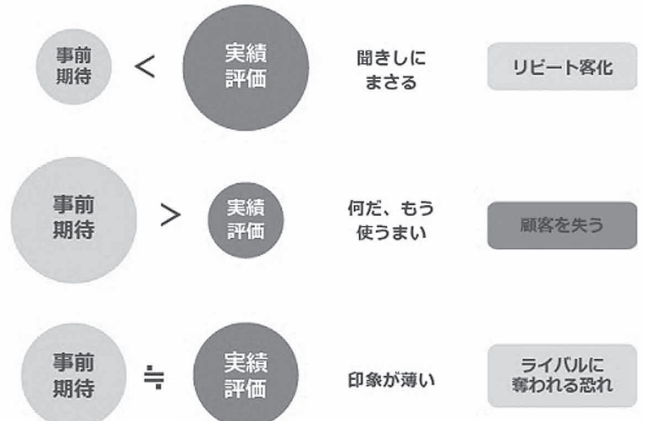 事前
期待
<
実績
評価
聞きしに
まさる
リピート客化
事前
期待
>
実績
評価
何だ、もう
使うまい
顧客を失う
事前
期待
≒
実績
評価
印象が薄い
ライバルに
奪われる恐れ